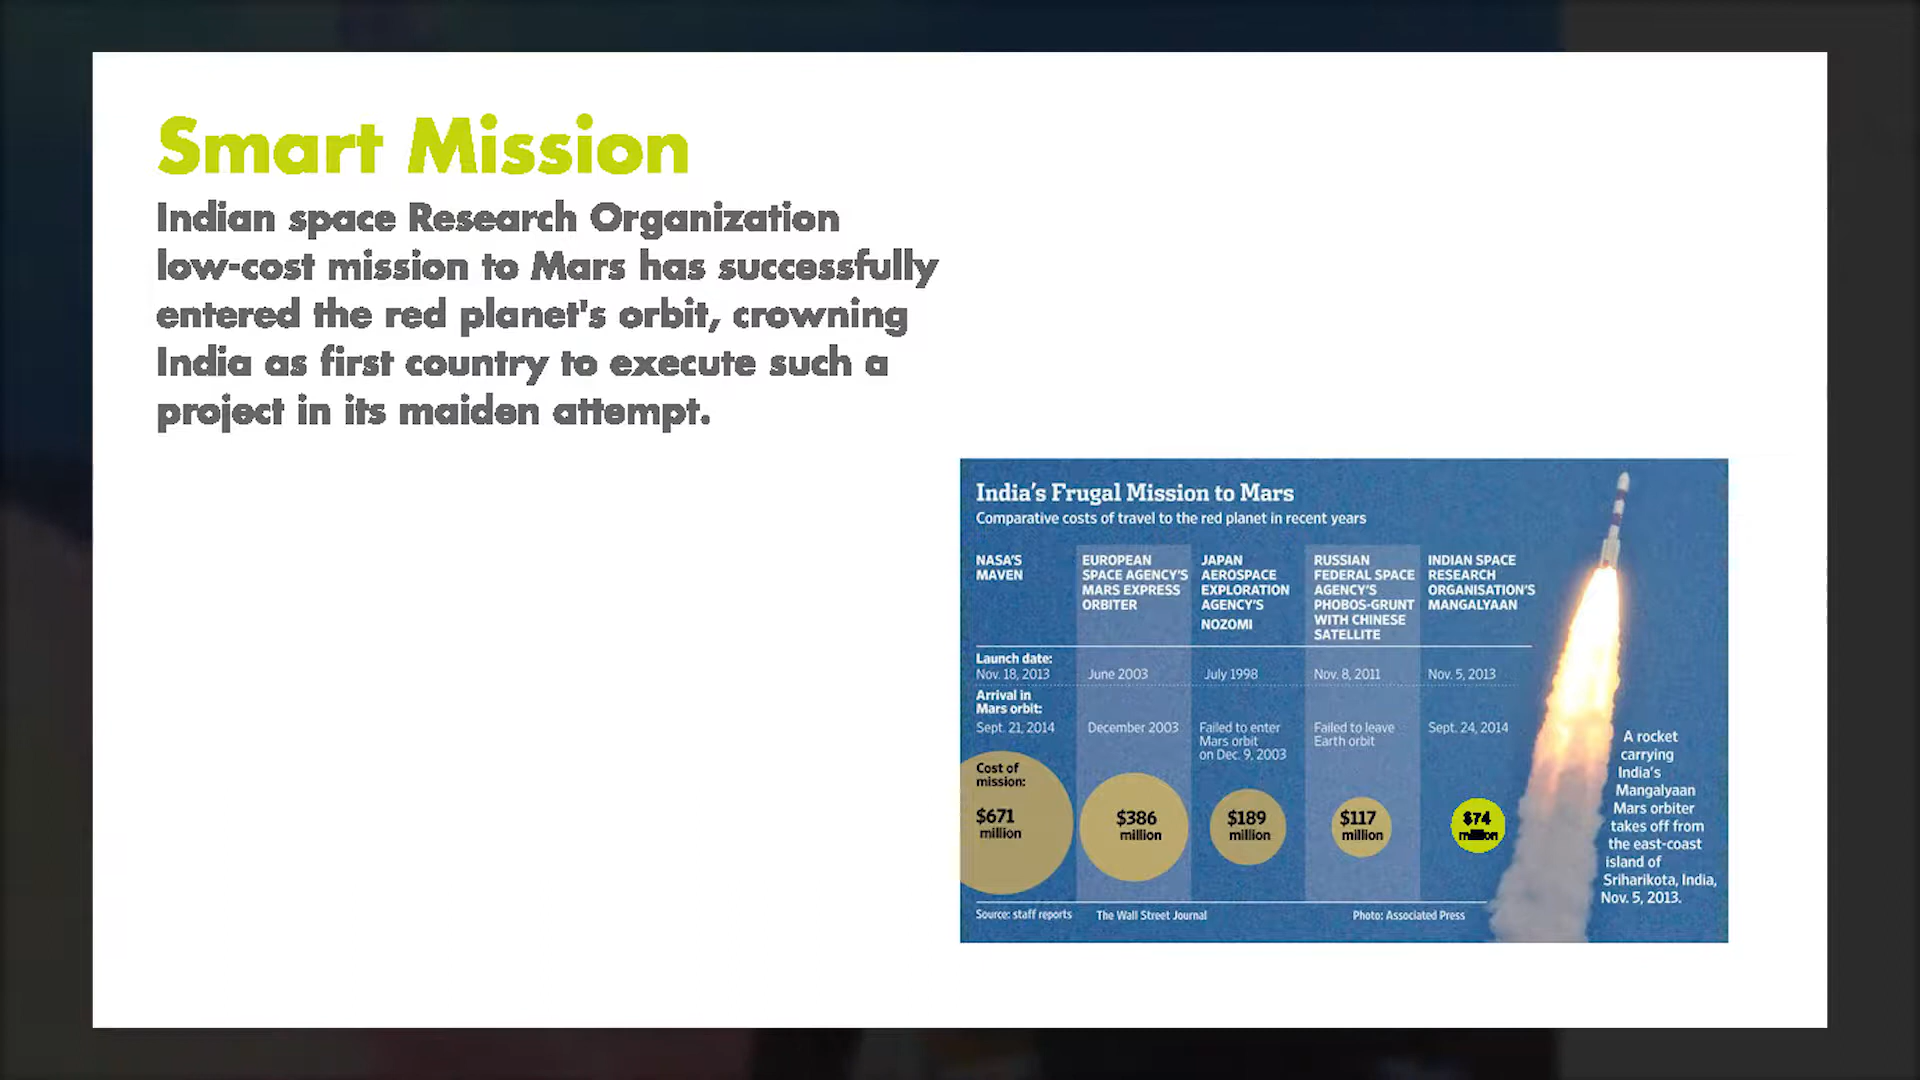 Smart Mission
Indian space Research Organization
low-cost mission to Mars has successfully
entered the red planet's orbit, crowning
India as first country to execute such a
project in its maiden attempt.
India's Frugal Mission to Mars
Comparative costs of travel to the red planet in recent years
NASA'S
MAVEN
EUROPEAN
SPACE AGENCY'S
MARS EXPRESS
ORBITER
JAPAN
AEROSPACE
EXPLORATION
AGENCY'S
NOZOMI
RUSSIAN
FEDERAL SPACE
AGENCY'S
PHOBOS-GRUNT
WITH CHINESE
SATELLITE
INDIAN SPACE
RESEARCH
ORGANISATION'S
MANGALYAAN
Launch date:
Nov. 18, 2013
June 2003
July 1998
Nov. 8, 2011
Nov. 5, 2013
Arrival in
Mars orbit:
Sept. 21, 2014
December 2003
Failed to enter
Mars orbit
on Dec. 9, 2003
Failed to leave
Earth orbit
Sept. 24, 2014
Cost of
mission:
$671
million
$386
million
$189
million
$117
million
$74
million
A rocket
carrying
India's
Mangalyaan
Mars orbiter
takes off from
the east-coast
island of
Sriharikota, India,
Nov. 5, 2013.
Source: staff reports
The Wall Street Journal
Photo: Associated Press